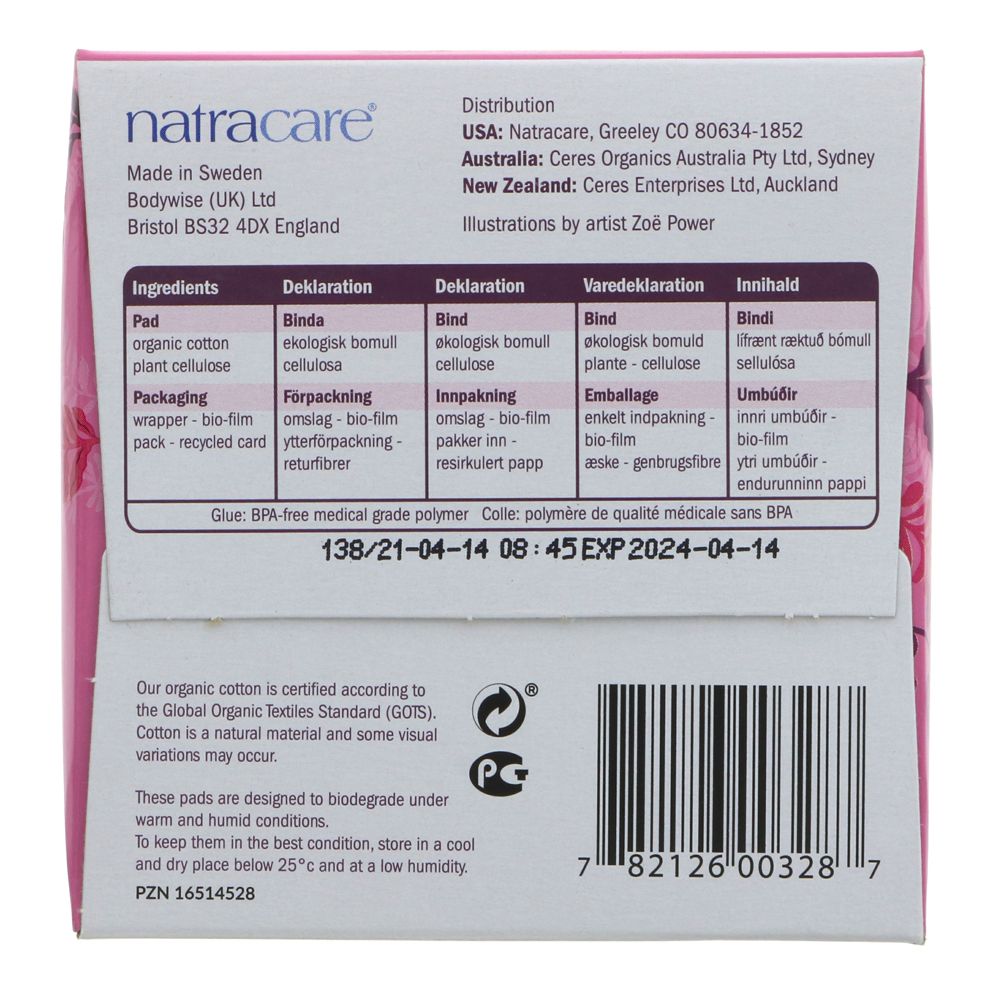 natracare®
Made in Sweden
Bodywise (UK) Ltd
Bristol BS32 4DX England
Distribution
USA: Natracare, Greeley CO 80634-1852
Australia: Ceres Organics Australia Pty Ltd, Sydney
New Zealand: Ceres Enterprises Ltd, Auckland
Illustrations by artist Zoë Power
Ingredients
Pad
organic cotton
plant cellulose
Packaging
wrapper - bio-film
pack - recycled card
Deklaration
Binda
ekologisk bomull
cellulosa
Förpackning
omslag - bio-film
ytterförpackning -
returfibrer
Deklaration
Bind
økologisk bomull
cellulose
Innpakning
omslag - bio-film
pakker inn -
resirkulert papp
Varedeklaration
Bind
økologisk bomuld
plante - cellulose
Emballage
enkelt indpakning -
bio-film
æske - genbrugsfibre
Innihald
Bindi
lífrænt ræktuð bómull
sellulósa
Umbúðir
innri umbúðir -
bio-film
ytri umbúðir -
endurunninn pappi
Glue: BPA-free medical grade polymer Colle: polymère de qualité médicale sans BPA
138/21-04-14 08:45 EXP 2024-04-14
Our organic cotton is certified according to
the Global Organic Textiles Standard (GOTS).
Cotton is a natural material and some visual
variations may occur.
These pads are designed to biodegrade under
warm and humid conditions.
To keep them in the best condition, store in a cool
and dry place below 25°c and at a low humidity.
PZN 16514528
®
РСТ
7 82126 00328 7